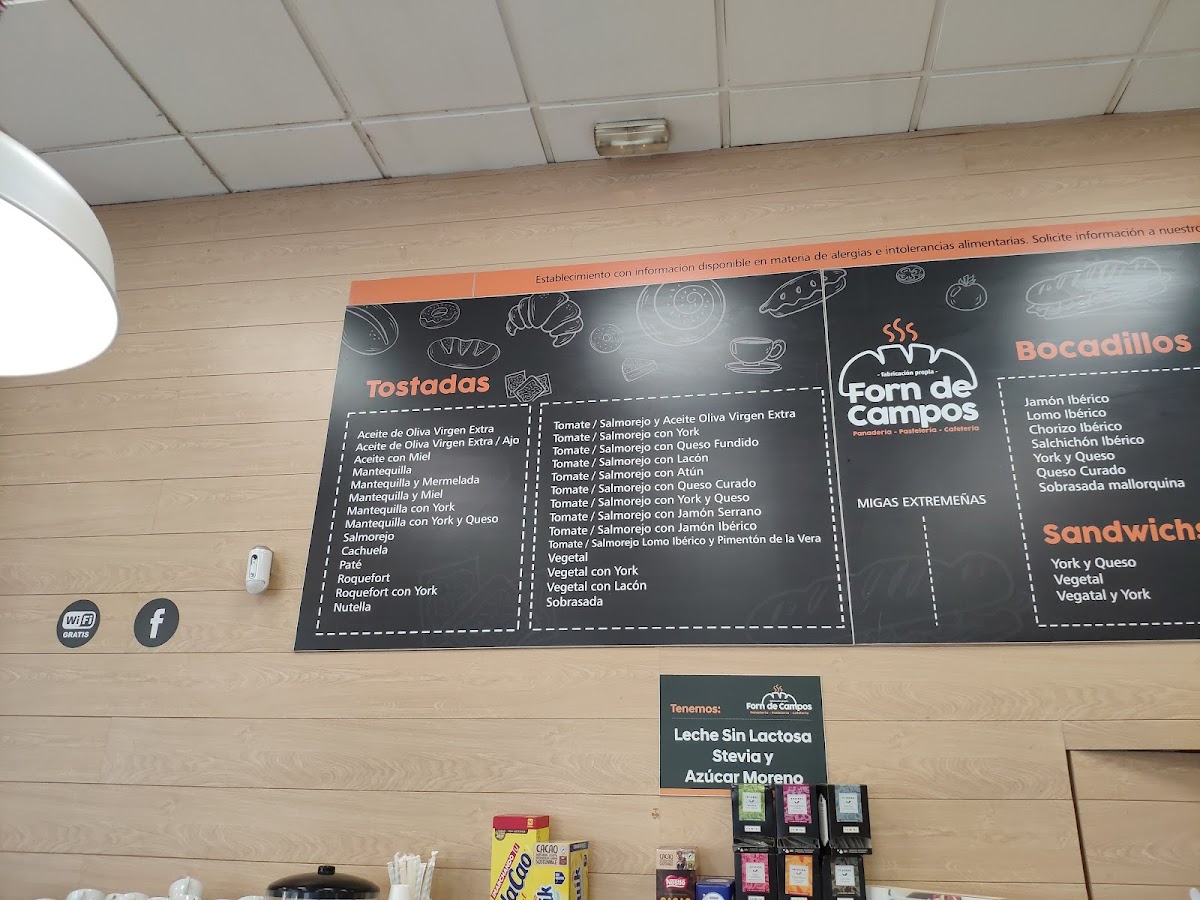 Establecimiento con información disponible en materia de alergias e intolerancias alimentarias. Solicite información a nuestro
Tostadas
Aceite de Oliva Virgen Extra
Aceite de Oliva Virgen Extra / Ajo
Aceite con Miel
Mantequilla
Mantequilla y Mermelada
Mantequilla y Miel
Mantequilla con York
Mantequilla con York y Queso
Salmorejo
Cachuela
Paté
Roquefort
Roquefort con York
Nutella
Tomate / Salmorejo y Aceite Oliva Virgen Extra
Tomate / Salmorejo con York
Tomate / Salmorejo con Queso Fundido
Tomate / Salmorejo con Lacón
Tomate / Salmorejo con Atún
Tomate / Salmorejo con Queso Curado
Tomate / Salmorejo con York y Queso
Tomate / Salmorejo con Jamón Serrano
Tomate / Salmorejo con Jamón Ibérico
Tomate / Salmorejo Lomo Ibérico y Pimentón de la Vera
Vegetal
Vegetal con York
Vegetal con Lacón
Sobrasada
- fabricación propia -
Forn de
Campos
Panadería - Pastelería - Cafetería
MIGAS EXTREMEÑAS
Bocadillos
Jamón Ibérico
Lomo Ibérico
Chorizo Ibérico
Salchichón Ibérico
York y Queso
Queso Curado
Sobrasada mallorquina
Sandwichs
York y Queso
Vegetal
Vegatal y York
WiFi
GRATIS
f
Tenemos:
Forn de Campos
Panadería - Pastelería - Cafetería
Leche Sin Lactosa
Stevia y
Azúcar Moreno
CACAO
CACAO
Nestlé